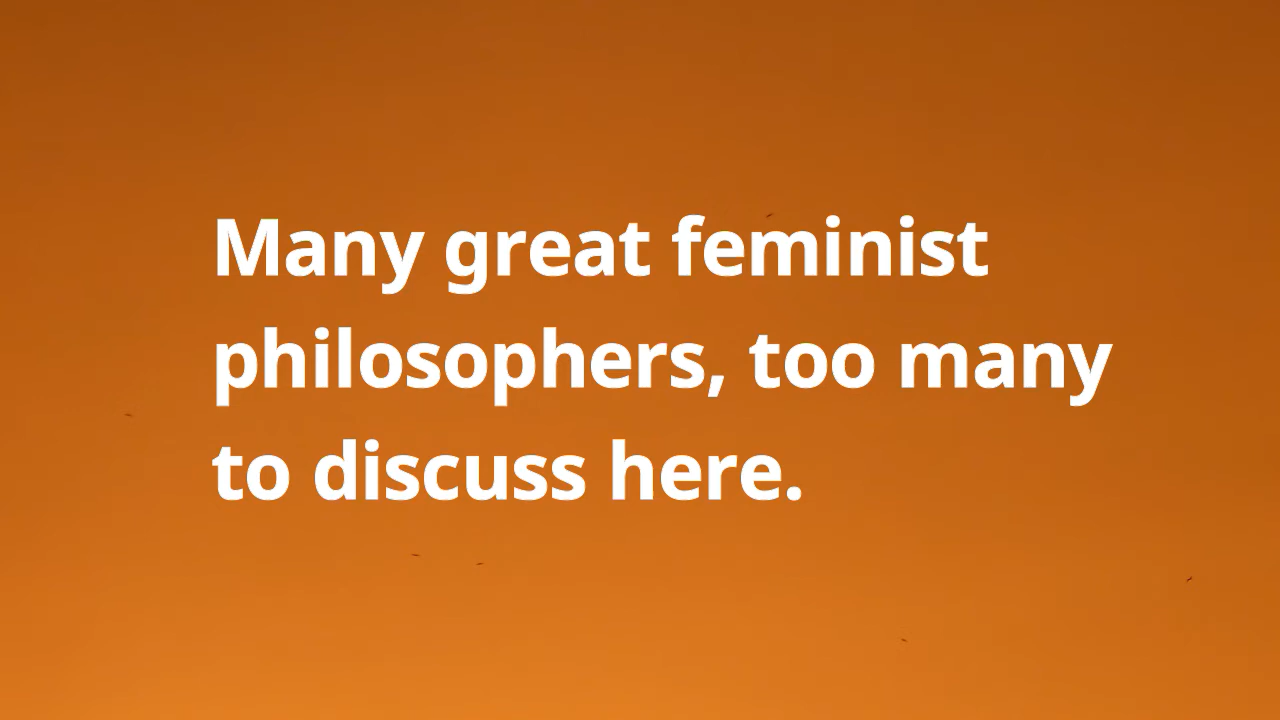 Many great feminist
philosophers, too many
to discuss here.